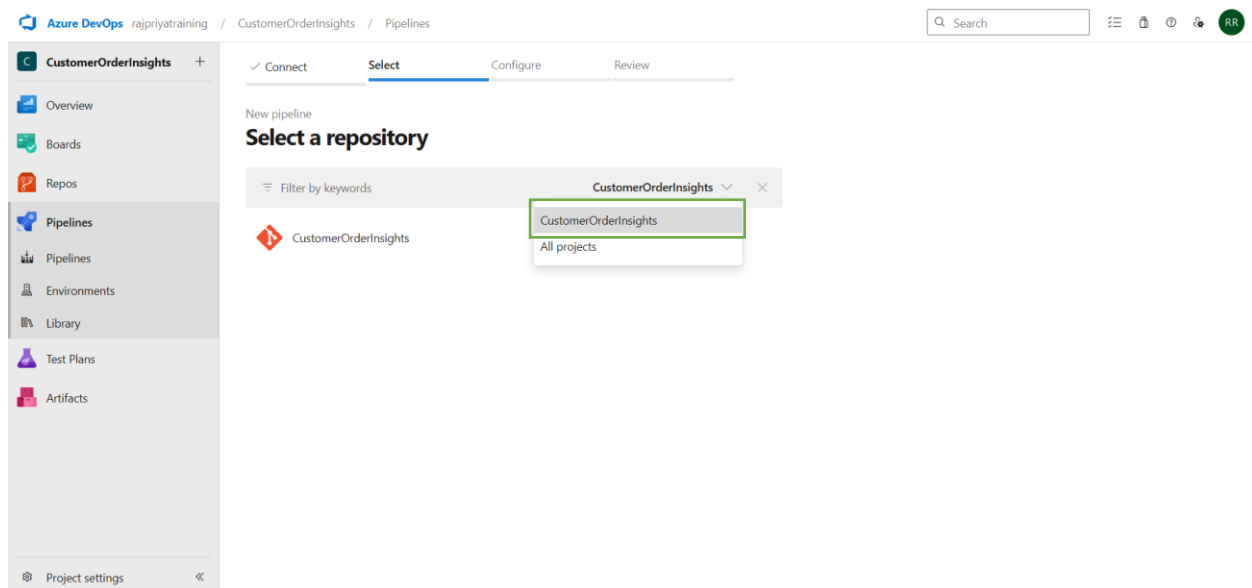 Azure DevOps rajpriyatraining / CustomerOrderInsights / Pipelines
Search
RR
C CustomerOrderInsights +
Overview
Boards
Repos
Pipelines
Pipelines
Environments
Library
Test Plans
Artifacts
Project settings
Connect Select Configure Review
New pipeline
Select a repository
Filter by keywords CustomerOrderInsights
CustomerOrderInsights
All projects
CustomerOrderInsights